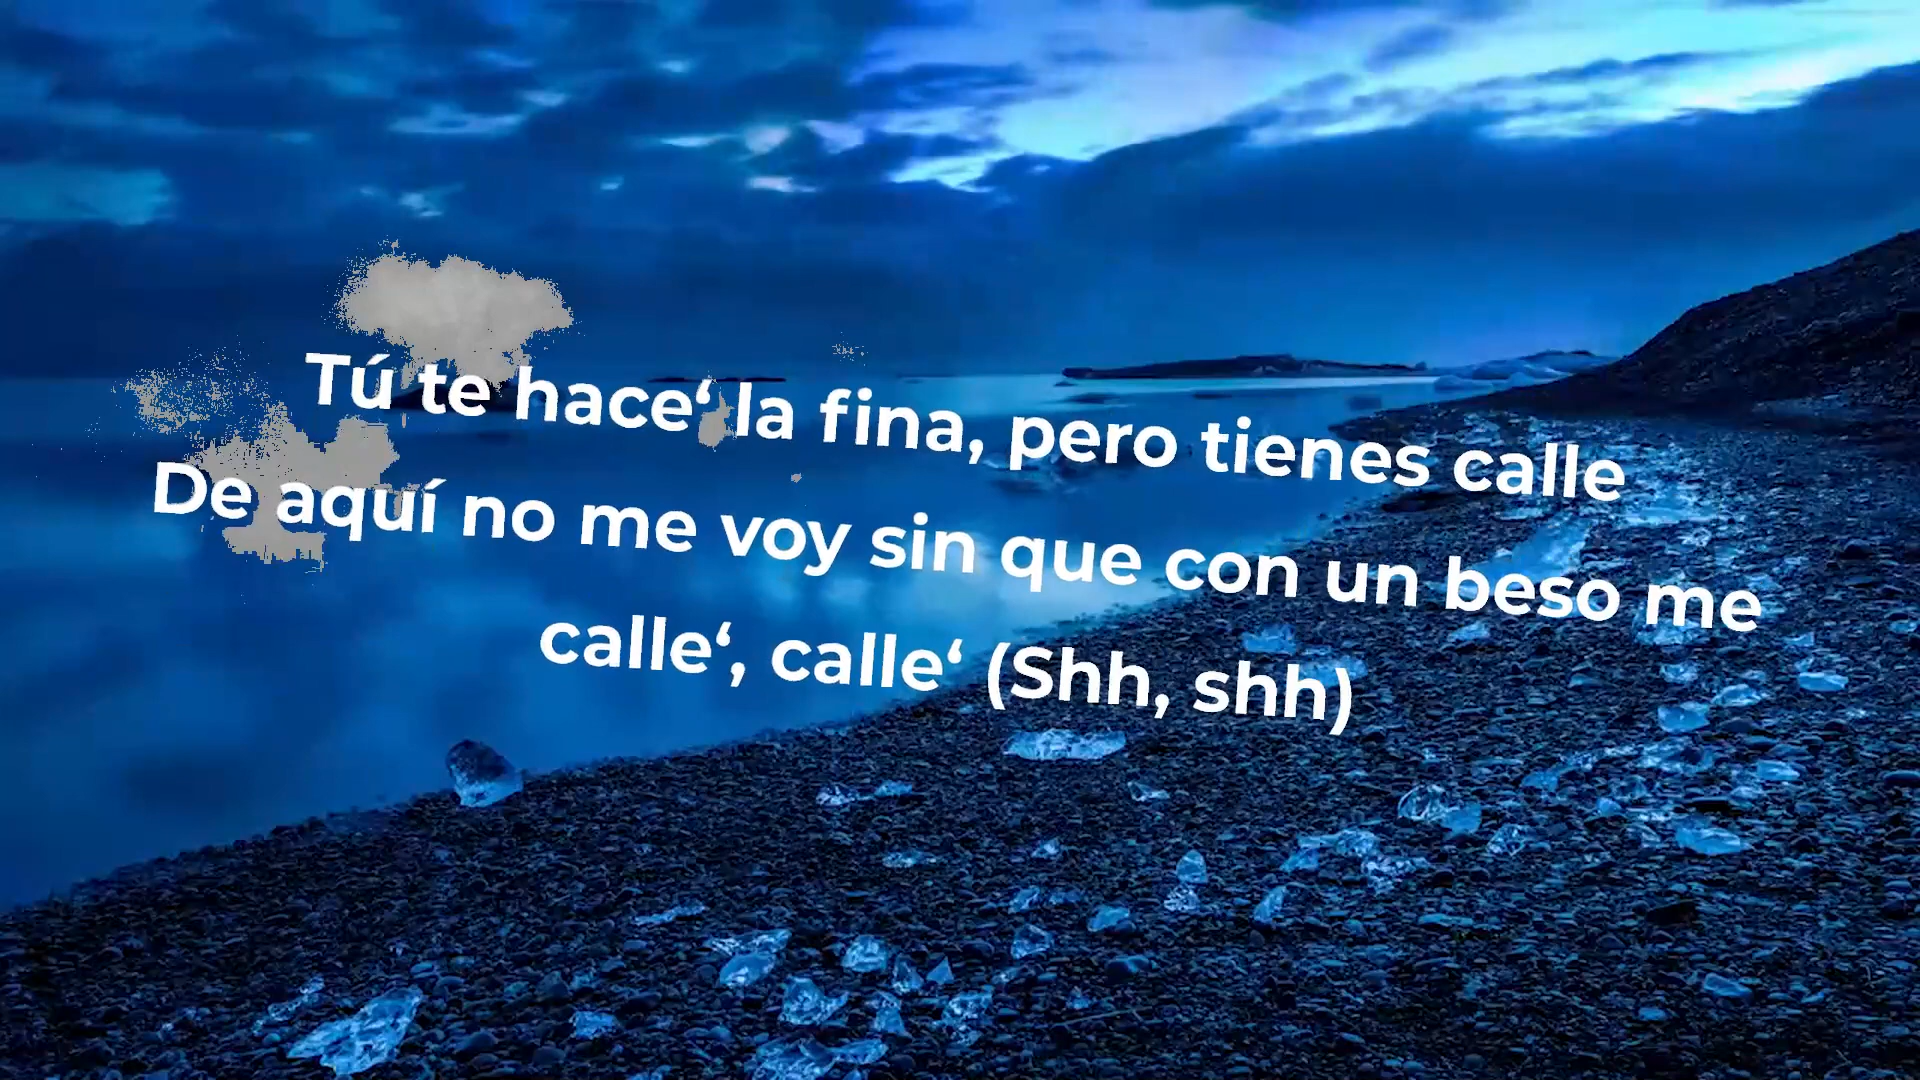 Tú te hace‘ la fina, pero tienes calle
De aquí no me voy sin que con un beso me
calle‘, calle‘ (Shh, shh)